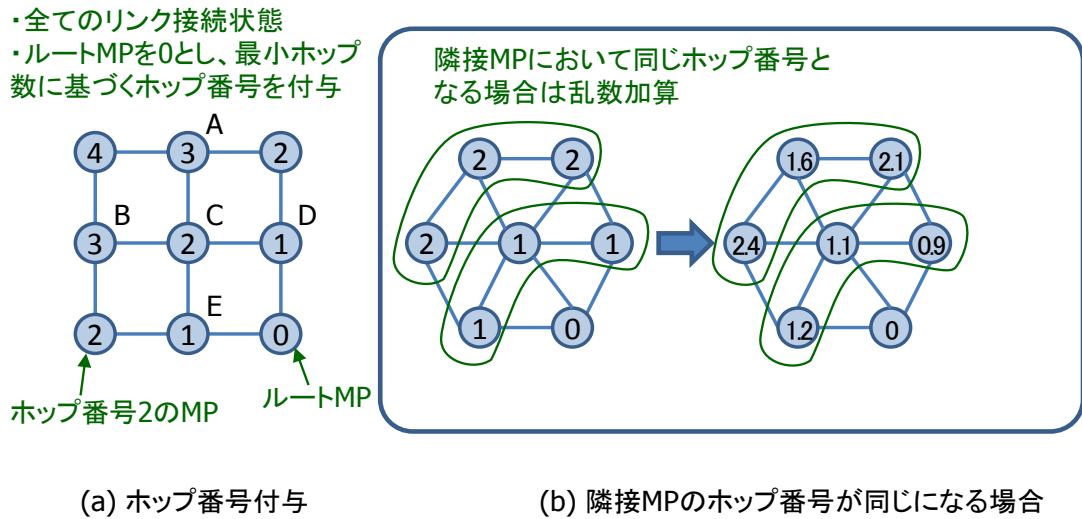 ・全てのリンク接続状態
・ルートMPを0とし、最小ホップ
数に基づくホップ番号を付与
隣接MPにおいて同じホップ番号と
なる場合は乱数加算
A
4 3 2
B C D
3 2 1
E
2 1 0
ホップ番号2のMP
ルートMP
2 2
2 1 1
1 0
1.6 2.1
2.4 1.1 0.9
1.2 0
(a) ホップ番号付与
(b) 隣接MPのホップ番号が同じになる場合